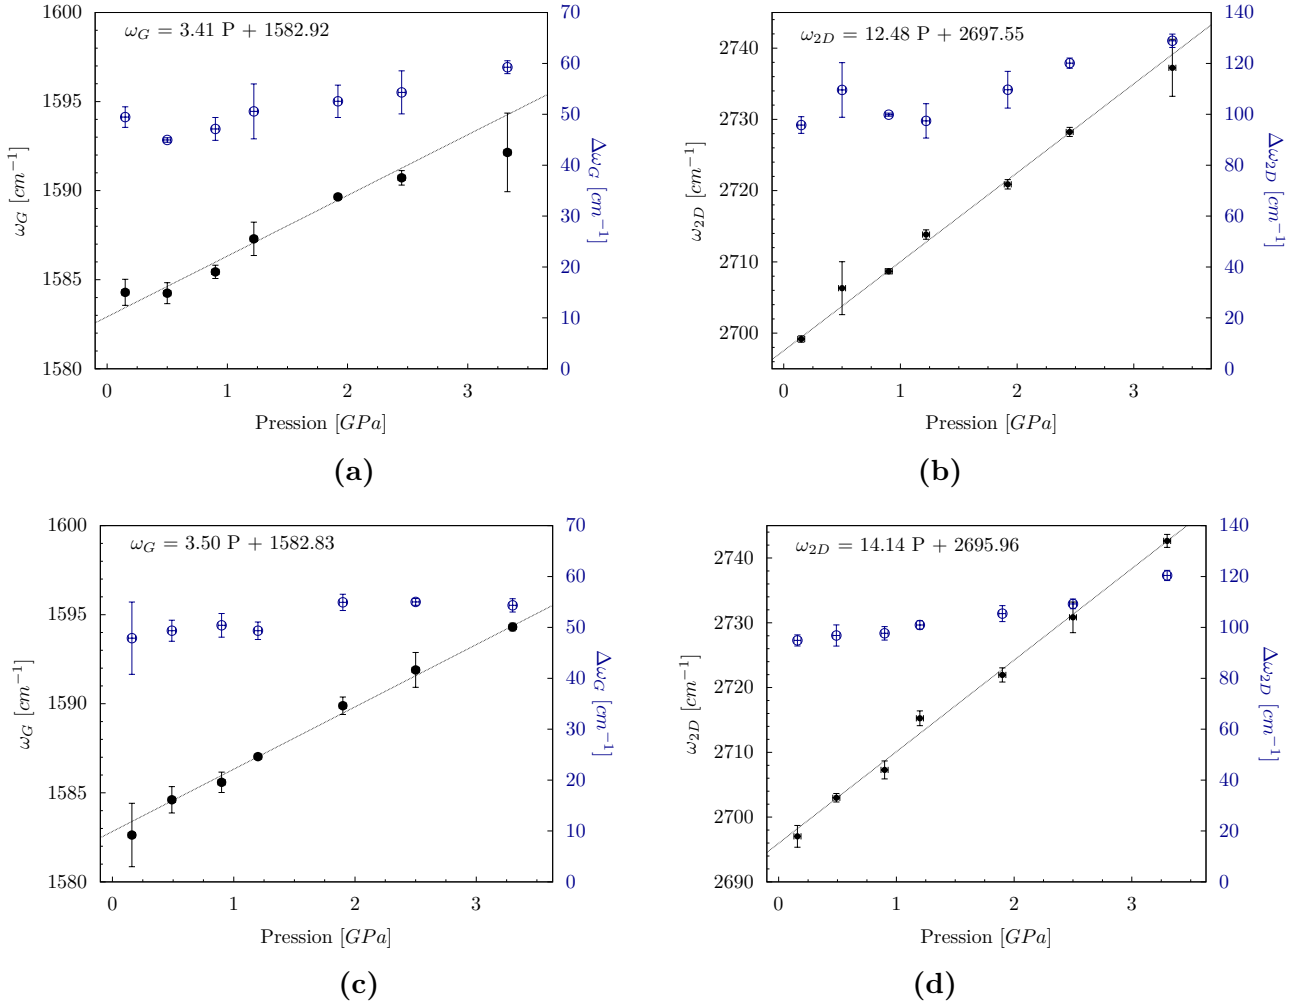 ω_G = 3.41 P + 1582.92
1600
1595
1590
1585
1580
ω_G [cm⁻¹]
70
60
50
40
30
20
10
0
Δω_G [cm⁻¹]
0 1 2 3
Pression [GPa]
(a)
ω_2D = 12.48 P + 2697.55
2740
2730
2720
2710
2700
ω_2D [cm⁻¹]
140
120
100
80
60
40
20
0
Δω_2D [cm⁻¹]
0 1 2 3
Pression [GPa]
(b)
ω_G = 3.50 P + 1582.83
1600
1595
1590
1585
1580
ω_G [cm⁻¹]
70
60
50
40
30
20
10
0
Δω_G [cm⁻¹]
0 1 2 3
Pression [GPa]
(c)
ω_2D = 14.14 P + 2695.96
2740
2730
2720
2710
2700
2690
ω_2D [cm⁻¹]
140
120
100
80
60
40
20
0
Δω_2D [cm⁻¹]
0 1 2 3
Pression [GPa]
(d)